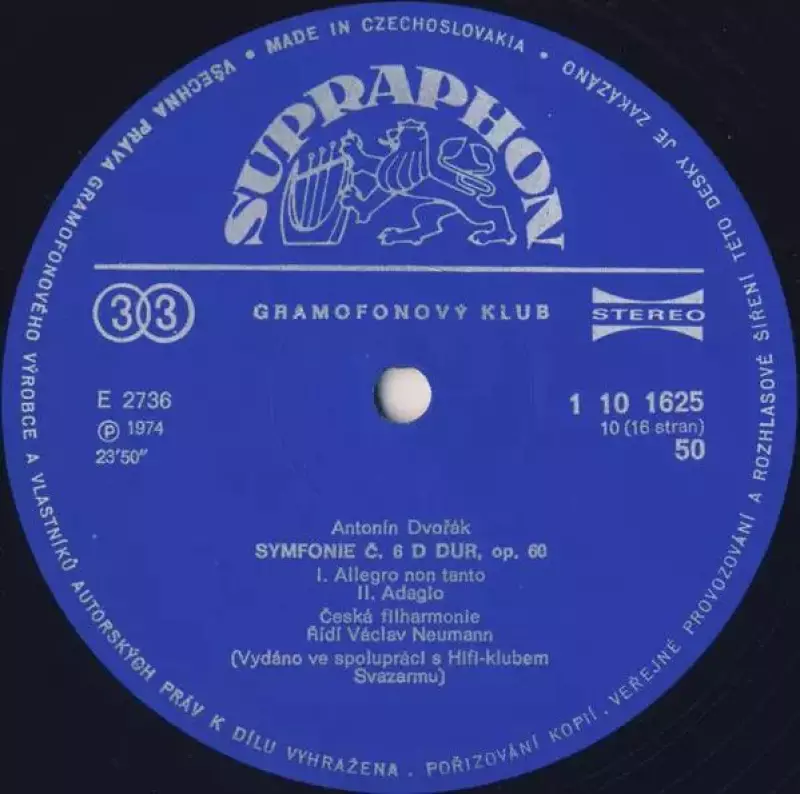 MADE IN CZECHOSLOVAKIA • VŠECHNA PRÁVA GRAMOFONOVÉHO VÝROBCE A VLASTNÍKŮ AUTORSKÝCH PRÁV K DÍLU VYHRAŽENA. POŘIZOVÁNÍ KOPIÍ. VEŘEJNÉ PROVOZOVÁNÍ A ROZHLASOVÉ ŠÍŘENÍ TÉTO DESKY JE ZAKÁZÁNO •
SUPRAPHON
33 GRAMOFONOVÝ KLUB STEREO
E 2736
℗ 1974
23'50"
1 10 1625
10 (16 stran)
50
Antonín Dvořák
SYMFONIE Č. 6 D DUR, op. 60
I. Allegro non tanto
II. Adagio
Česká filharmonie
Řídí Václav Neumann
(Vydáno ve spolupráci s Hifi-klubem
Svazarmu)